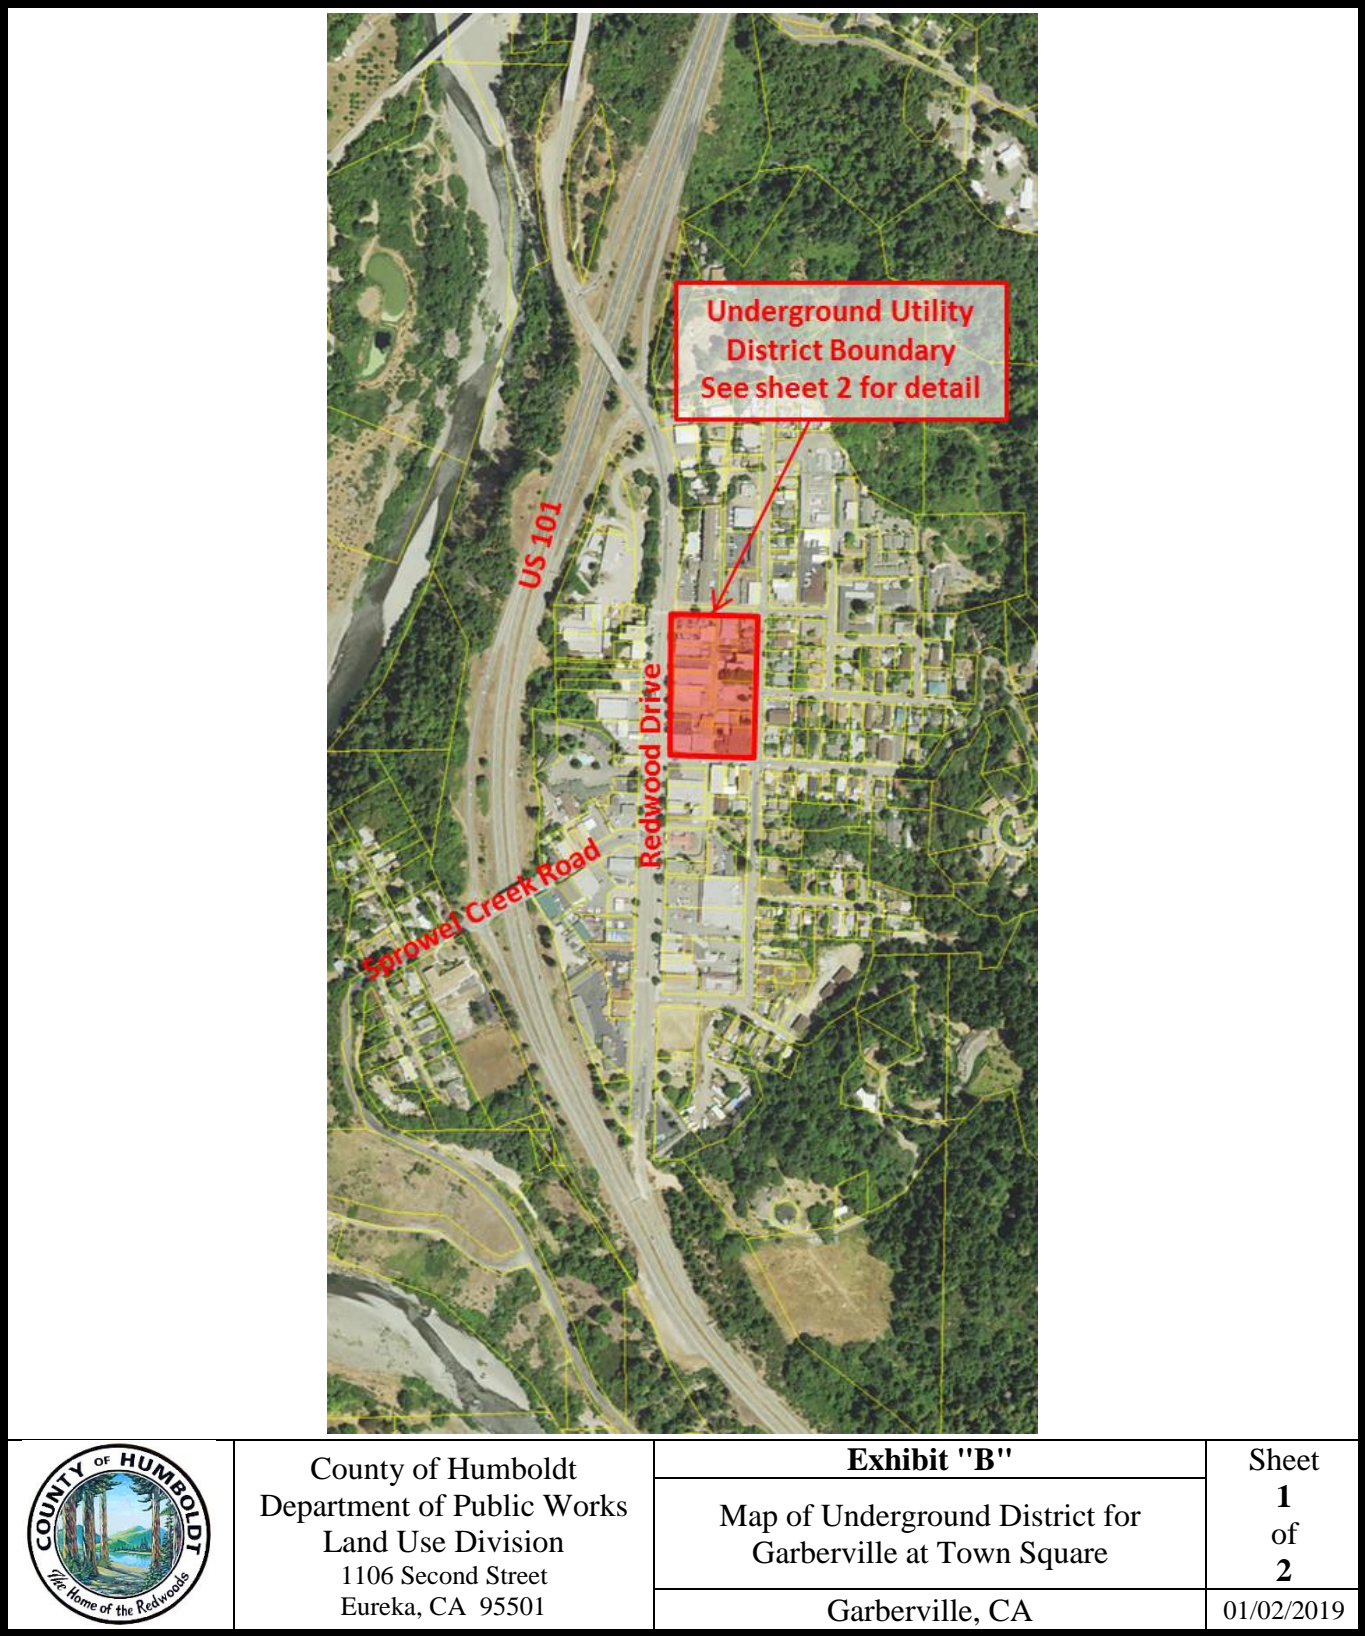 Underground Utility
District Boundary
See sheet 2 for detail
US 101
Redwood Drive
Sprowel Creek Road
COUNTY OF HUMBOLDT
The Home of the Redwoods
County of Humboldt
Department of Public Works
Land Use Division
1106 Second Street
Eureka, CA 95501
Exhibit "B"
Map of Underground District for
Garberville at Town Square
Garberville, CA
Sheet
1
of
2
01/02/2019